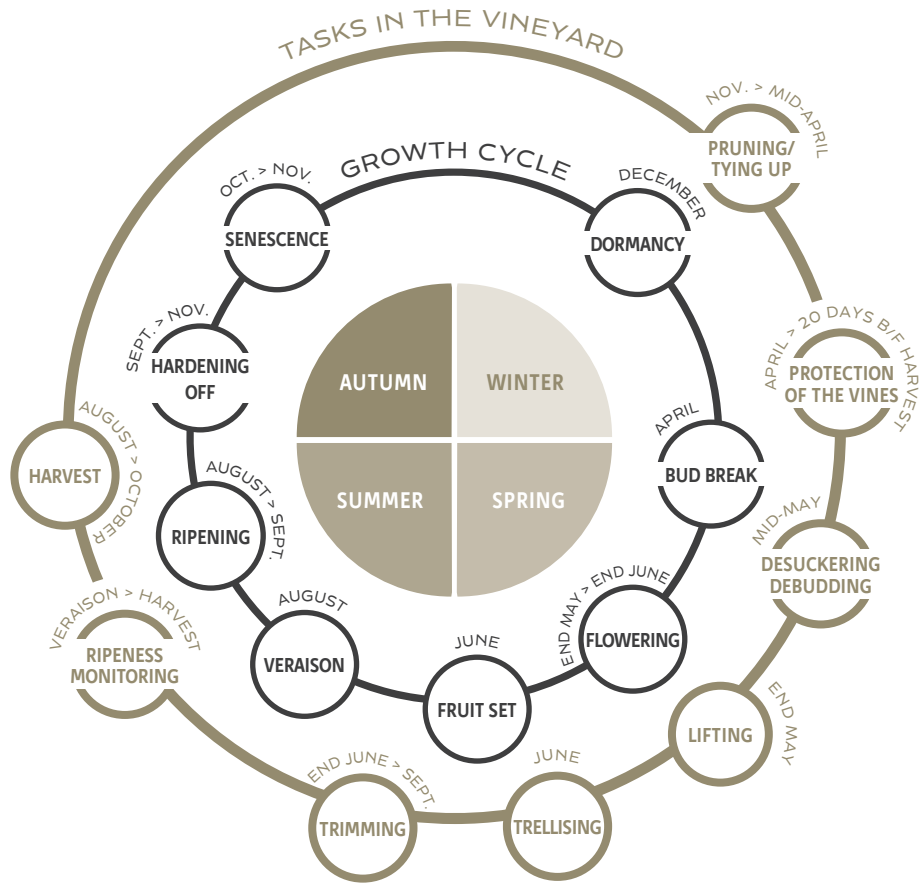 TASKS IN THE VINEYARD
NOV. > MID-APRIL
PRUNING/
TYING UP
APRIL > 20 DAYS B/F HARVEST
PROTECTION
OF THE VINES
MID-MAY
DESUCKERING
DEBUDDING
END MAY
LIFTING
JUNE
TRELLISING
END JUNE > SEPT.
TRIMMING
VERAISON > HARVEST
RIPENESS
MONITORING
AUGUST > OCTOBER
HARVEST
GROWTH CYCLE
DECEMBER
DORMANCY
APRIL
BUD BREAK
END MAY > END JUNE
FLOWERING
JUNE
FRUIT SET
AUGUST
VERAISON
AUGUST > SEPT.
RIPENING
SEPT. > NOV.
HARDENING
OFF
OCT. > NOV.
SENESCENCE
AUTUMN
WINTER
SUMMER
SPRING